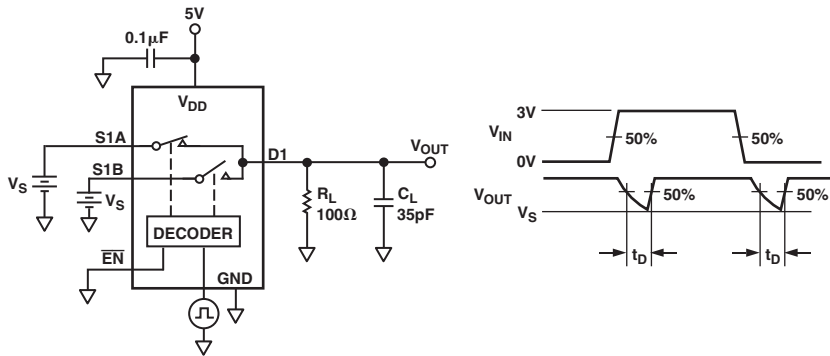 5V
0.1µF
VDD
S1A
S1B
D1
VOUT
VS
VS
RL
100Ω
CL
35pF
DECODER
EN
GND
3V
VIN
50%
50%
0V
VOUT
50%
50%
VS
tD
tD